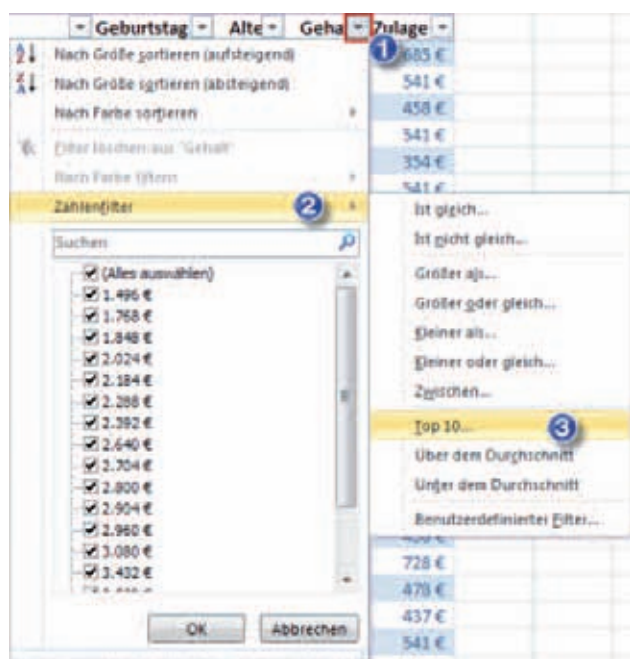 Geburtstag Alte Geha Zulage
1
Nach Größe sortieren (aufsteigend)
685 €
Nach Größe sortieren (absteigend)
541 €
Nach Farbe sortieren
458 €
541 €
Filter löschen aus "Gehalt"
354 €
Nach Farbe filtern
541 €
Zahlenfilter
2
Suchen
(Alles auswählen)
1.496 €
1.768 €
1.848 €
2.024 €
2.184 €
2.288 €
2.392 €
2.640 €
2.704 €
2.800 €
2.904 €
2.960 €
3.080 €
3.432 €
OK Abbrechen
Ist gleich...
Ist nicht gleich...
Größer als...
Größer oder gleich...
Kleiner als...
Kleiner oder gleich...
Zwischen...
Top 10...
3
Über dem Durchschnitt
Unter dem Durchschnitt
Benutzerdefinierter Filter...
728 €
478 €
437 €
541 €